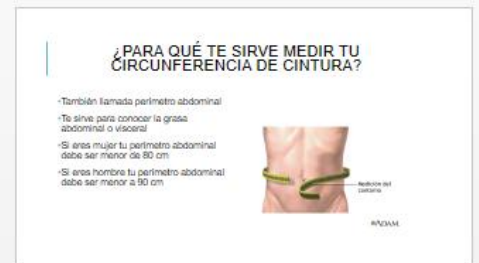 ¿PARA QUÉ TE SIRVE MEDIR TU
CIRCUNFERENCIA DE CINTURA?
•También llamada perímetro abdominal
•Te sirve para conocer la grasa
abdominal o visceral
•Si eres mujer tu perímetro abdominal
debe ser menor de 80 cm
•Si eres hombre tu perímetro abdominal
debe ser menor a 90 cm
Medición del
contorno
*ADAM.